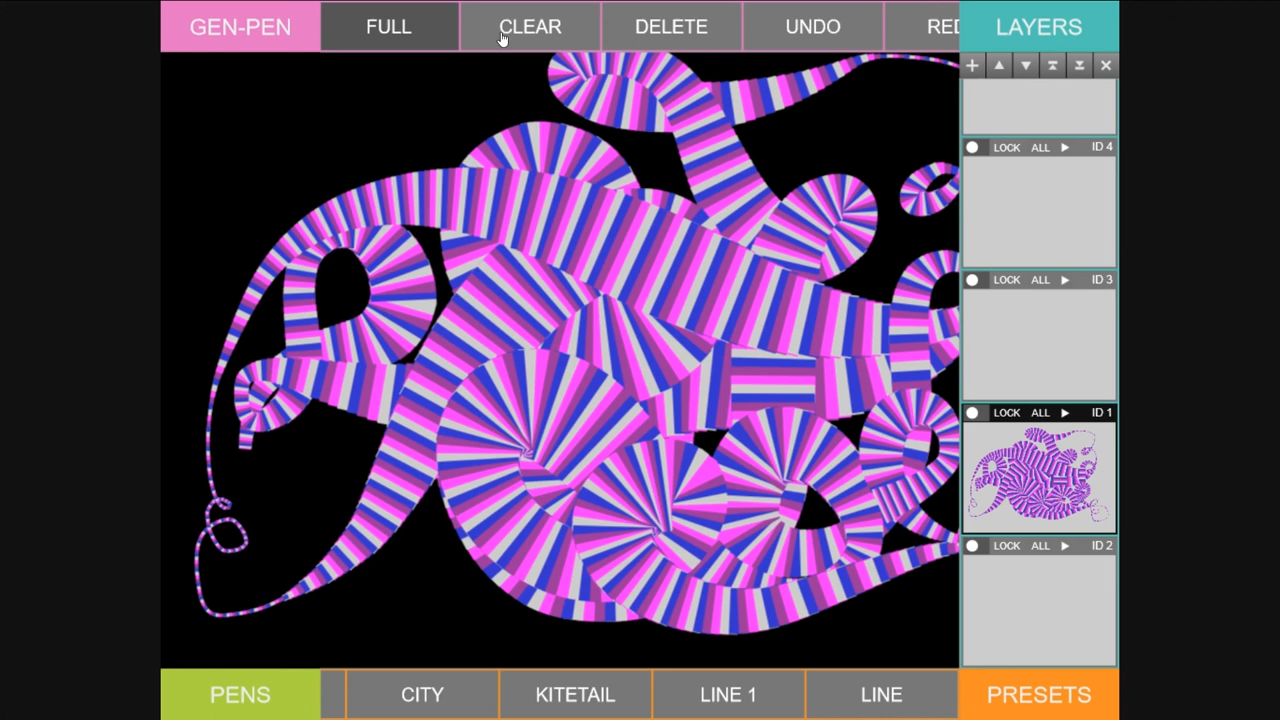 GEN-PEN FULL CLEAR DELETE UNDO RED LAYERS
LOCK ALL ID 4
LOCK ALL ID 3
LOCK ALL ID 1
LOCK ALL ID 2
PENS CITY KITETAIL LINE 1 LINE PRESETS